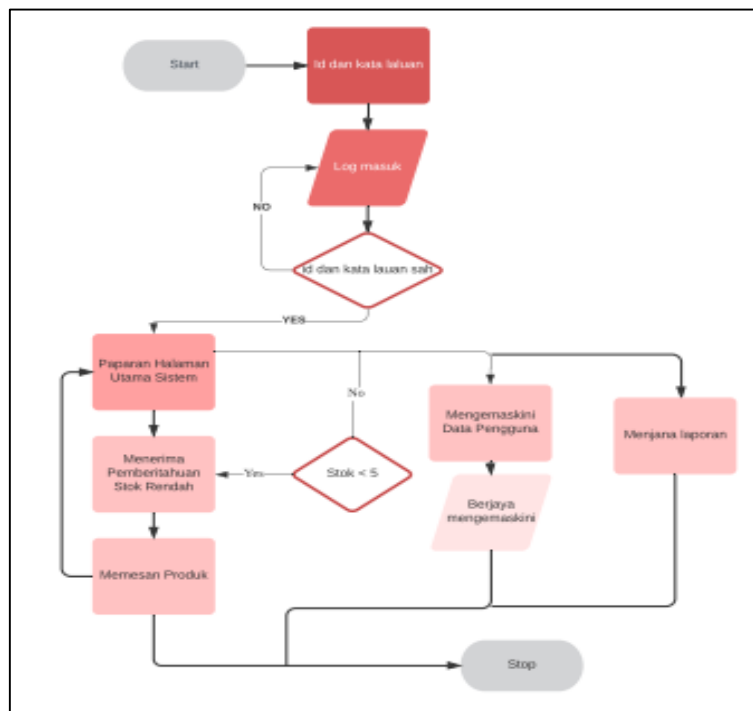 Start
Id dan kata laluan
Log masuk
NO
id dan kata lauan sah
YES
Paparan Halaman
Utama Sistem
No
Mengemaskini
Data Pengguna
Menjana laporan
Menerima
Pemberitahuan
Stok Rendah
Yes
Stok < 5
Berjaya
mengemaskini
Memesan Produk
Stop